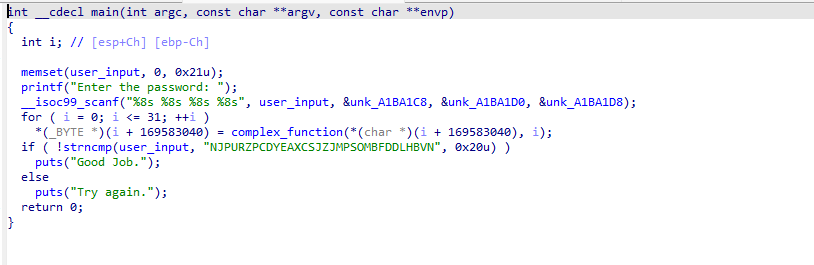 int __cdecl main(int argc, const char **argv, const char **envp)
{
  int i; // [esp+Ch] [ebp-Ch]

  memset(user_input, 0, 0x21u);
  printf("Enter the password: ");
  __isoc99_scanf("%8s %8s %8s %8s", user_input, &unk_A1BA1C8, &unk_A1BA1D0, &unk_A1BA1D8);
  for ( i = 0; i <= 31; ++i )
    *(_BYTE *)(i + 169583040) = complex_function(*(char *)(i + 169583040), i);
  if ( !strncmp(user_input, "NJPURZPCDYEAXCSJZJMPSOMBFDDLHBVN", 0x20u) )
    puts("Good Job.");
  else
    puts("Try again.");
  return 0;
}